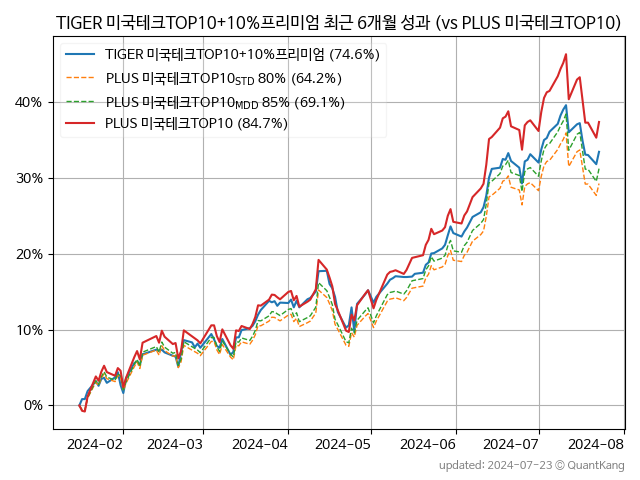 TIGER 미국테크TOP10+10%프리미엄 최근 6개월 성과 (vs PLUS 미국테크TOP10)
TIGER 미국테크TOP10+10%프리미엄 (74.6%)
PLUS 미국테크TOP10STD 80% (64.2%)
PLUS 미국테크TOP10MDD 85% (69.1%)
PLUS 미국테크TOP10 (84.7%)
40%
30%
20%
10%
0%
2024-02 2024-03 2024-04 2024-05 2024-06 2024-07 2024-08
updated: 2024-07-23 @ QuantKang